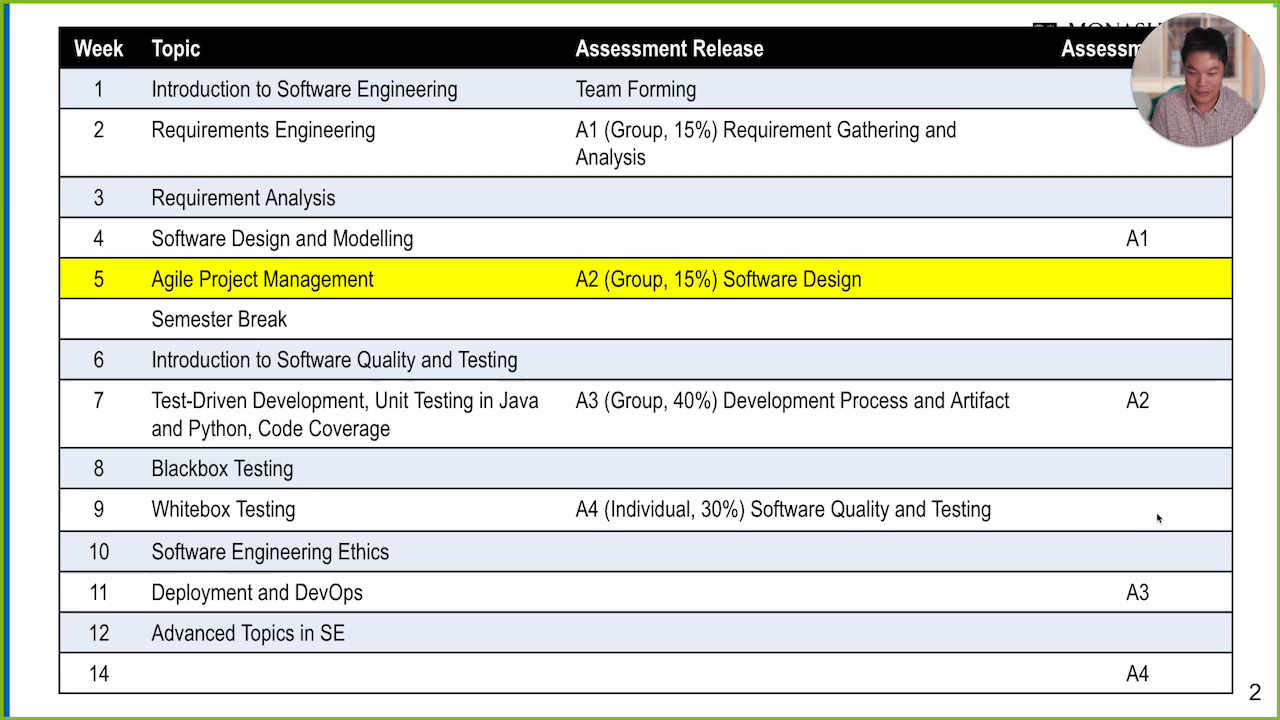 MONASH
Week Topic Assessment Release Assessm
1 Introduction to Software Engineering Team Forming
2 Requirements Engineering A1 (Group, 15%) Requirement Gathering and
Analysis
3 Requirement Analysis
4 Software Design and Modelling A1
5 Agile Project Management A2 (Group, 15%) Software Design
Semester Break
6 Introduction to Software Quality and Testing
7 Test-Driven Development, Unit Testing in Java A3 (Group, 40%) Development Process and Artifact A2
and Python, Code Coverage
8 Blackbox Testing
9 Whitebox Testing A4 (Individual, 30%) Software Quality and Testing
10 Software Engineering Ethics
11 Deployment and DevOps A3
12 Advanced Topics in SE
14 A4
2